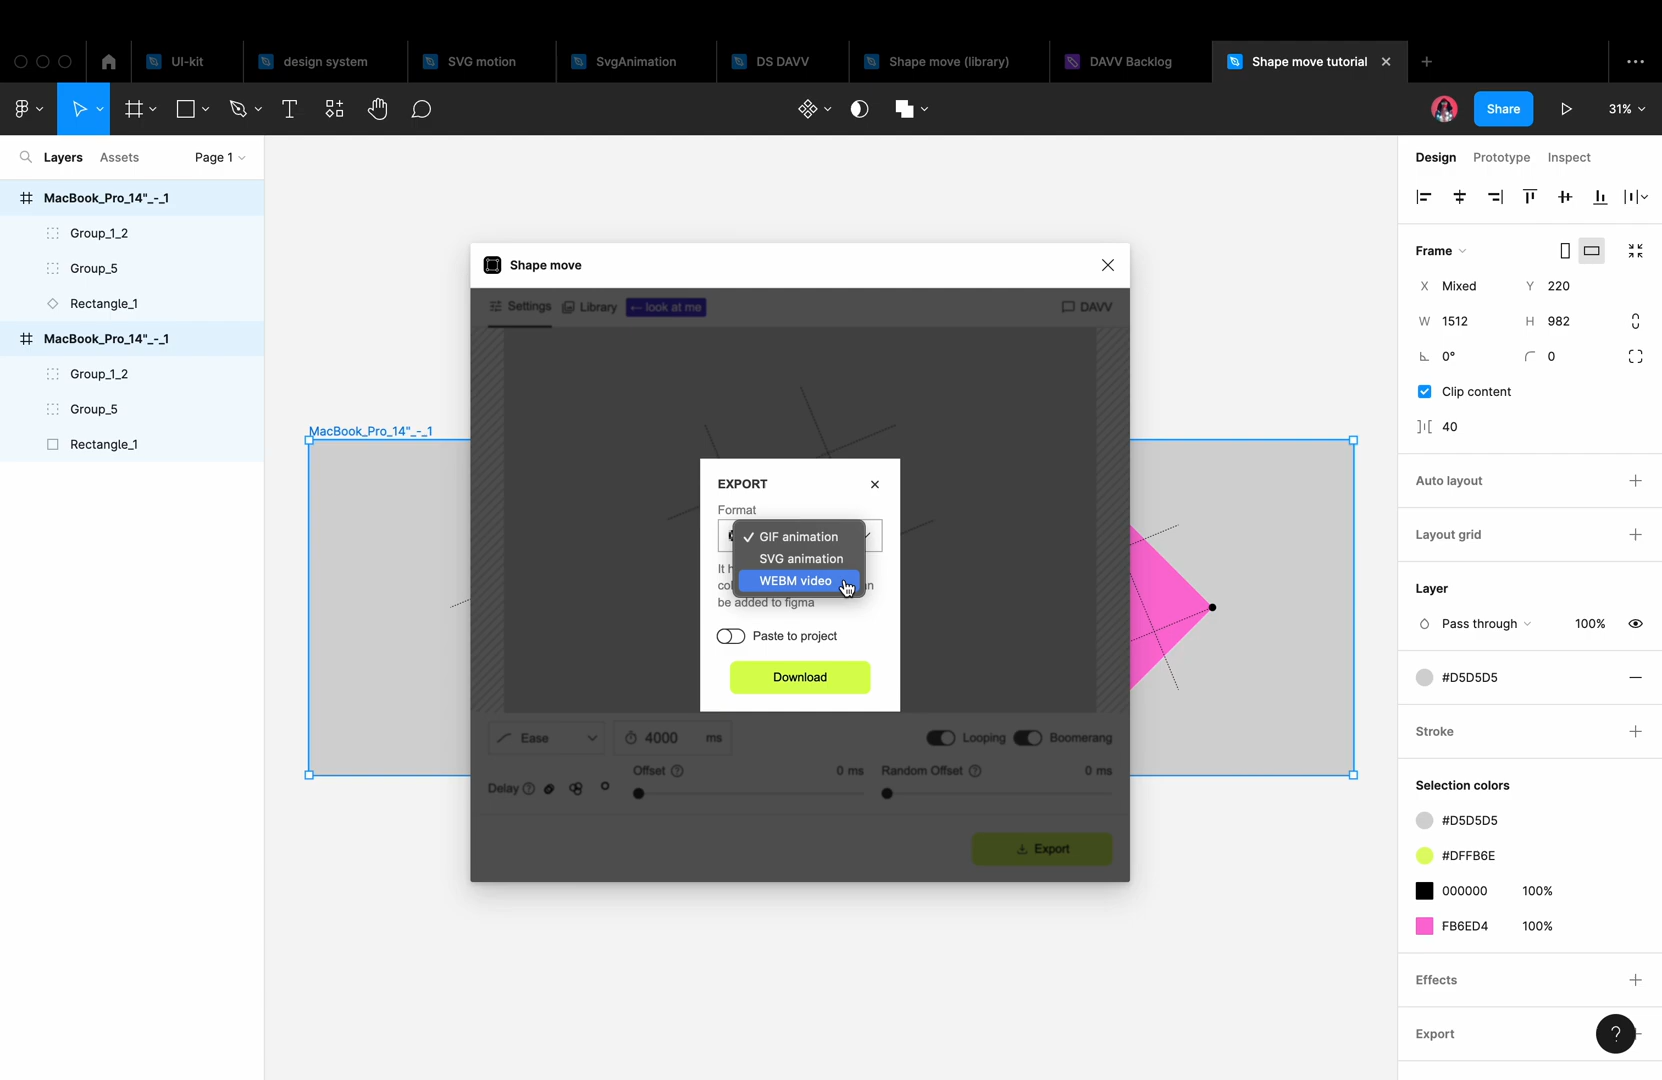 UI-kit
design system
SVG motion
SvgAnimation
DS DAVV
Shape move (library)
DAVV Backlog
Shape move tutorial
Share
31%
Layers
Assets
Page 1
MacBook_Pro_14"_-_1
Group_1_2
Group_5
Rectangle_1
MacBook_Pro_14"_-_1
Group_1_2
Group_5
Rectangle_1
MacBook_Pro_14"_-_1
Shape move
Settings
Library
← look at me
DAVV
EXPORT
Format
GIF animation
SVG animation
WEBM video
It
be added to figma
Paste to project
Download
Ease
4000 ms
Looping
Boomerang
Delay
Offset
0 ms
Random Offset
0 ms
Export
Design
Prototype
Inspect
Frame
X Mixed
Y 220
W 1512
H 982
0°
0
Clip content
40
Auto layout
Layout grid
Layer
Pass through
100%
#D5D5D5
Stroke
Selection colors
#D5D5D5
#DFFB6E
000000 100%
FB6ED4 100%
Effects
Export
?